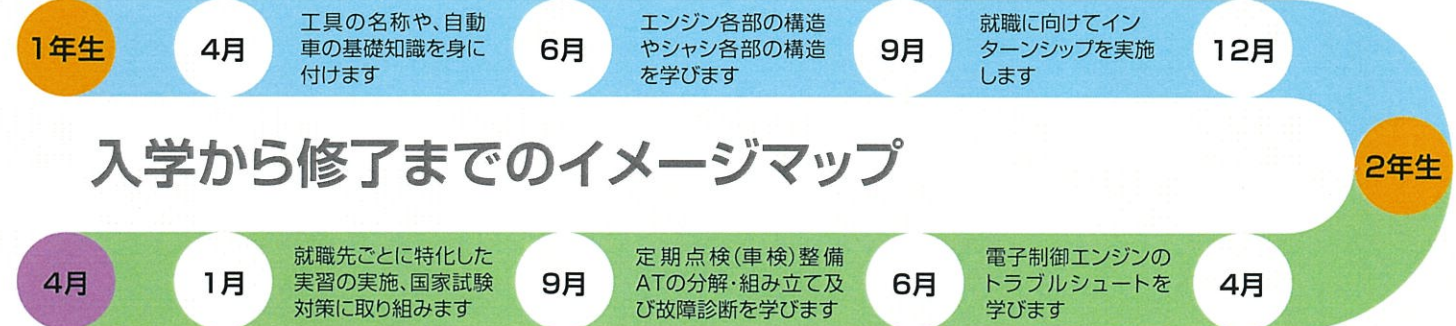 1年生
4月
工具の名称や、自動
車の基礎知識を身に
付けます
6月
エンジン各部の構造
やシャシ各部の構造
を学びます
9月
就職に向けてイン
ターンシップを実施
します
12月
入学から修了までのイメージマップ
2年生
4月
電子制御エンジンの
トラブルシュートを
学びます
6月
定期点検(車検)整備
ATの分解・組み立て及
び故障診断を学びます
9月
就職先ごとに特化した
実習の実施、国家試験
対策に取り組みます
1月
4月